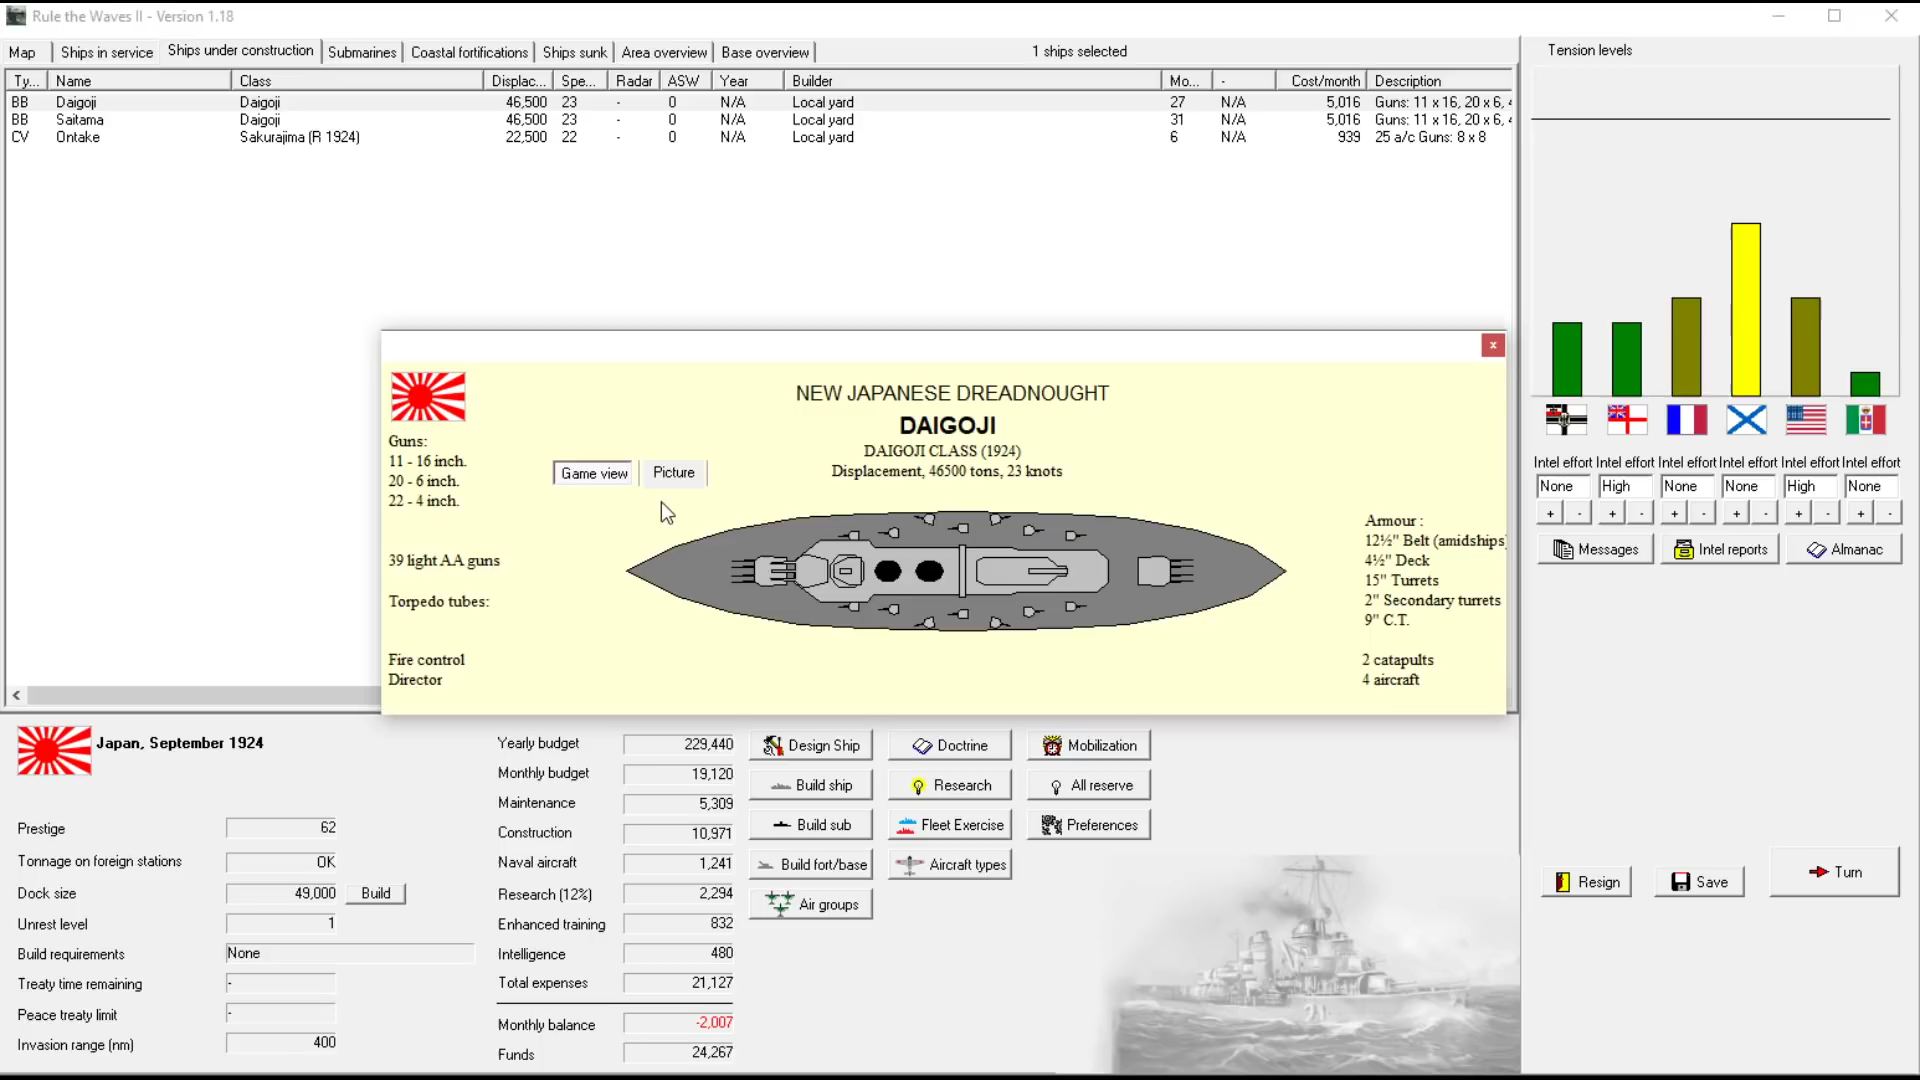 Rule the Waves II - Version 1.18
Map
Ships in service
Ships under construction
Submarines
Coastal fortifications
Ships sunk
Area overview
Base overview
1 ships selected
Tension levels
Ty... Name Class Displac... Spe... Radar ASW Year Builder Mo... - Cost/month Description
BB Daigoji Daigoji 46,500 23 - 0 N/A Local yard 27 N/A 5,016 Guns: 11 x 16, 20 x 6, 4
BB Saitama Daigoji 46,500 23 - 0 N/A Local yard 31 N/A 5,016 Guns: 11 x 16, 20 x 6, 4
CV Ontake Sakurajima (R 1924) 22,500 22 - 0 N/A Local yard 6 N/A 939 25 a/c Guns: 8 x 8
x
NEW JAPANESE DREADNOUGHT
DAIGOJI
DAIGOJI CLASS (1924)
Displacement, 46500 tons, 23 knots
Guns:
11 - 16 inch.
20 - 6 inch.
22 - 4 inch.
Game view
Picture
39 light AA guns
Torpedo tubes:
Fire control
Director
Armour :
12½" Belt (amidships)
4½" Deck
15" Turrets
2" Secondary turrets
9" C.T.
2 catapults
4 aircraft
Intel effort Intel effort Intel effort Intel effort Intel effort Intel effort
None High None None High None
+ - + - + - + - + - + -
Messages
Intel reports
Almanac
Japan, September 1924
Prestige 62
Tonnage on foreign stations OK
Dock size 49,000 Build
Unrest level 1
Build requirements None
Treaty time remaining -
Peace treaty limit -
Invasion range (nm) 400
Yearly budget 229,440
Monthly budget 19,120
Maintenance 5,309
Construction 10,971
Naval aircraft 1,241
Research (12%) 2,294
Enhanced training 832
Intelligence 480
Total expenses 21,127
Monthly balance -2,007
Funds 24,267
Design Ship
Doctrine
Mobilization
Build ship
Research
All reserve
Build sub
Fleet Exercise
Preferences
Build fort/base
Aircraft types
Air groups
Resign
Save
Turn